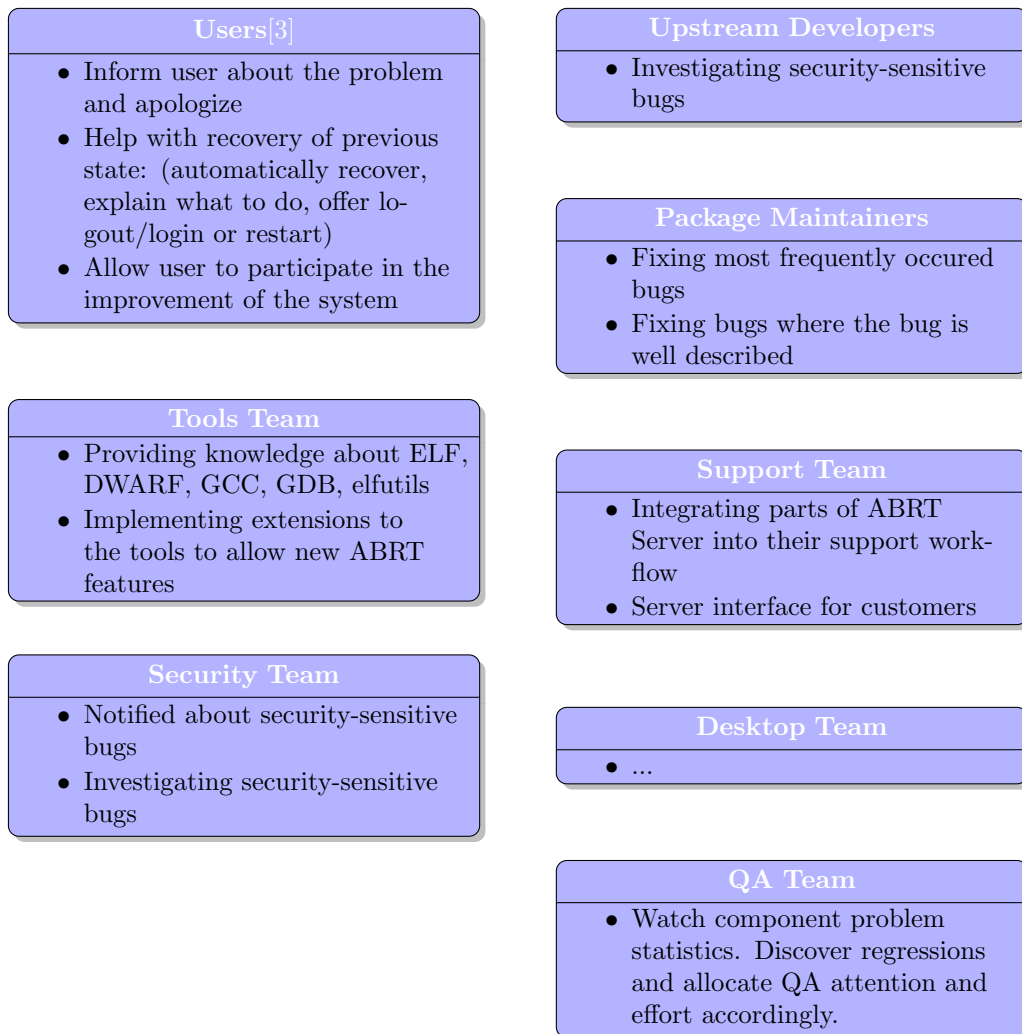 Users[3]
• Inform user about the problem
and apologize
• Help with recovery of previous
state: (automatically recover,
explain what to do, offer lo-
gout/login or restart)
• Allow user to participate in the
improvement of the system
Tools Team
• Providing knowledge about ELF,
DWARF, GCC, GDB, elfutils
• Implementing extensions to
the tools to allow new ABRT
features
Security Team
• Notified about security-sensitive
bugs
• Investigating security-sensitive
bugs
Upstream Developers
• Investigating security-sensitive
bugs
Package Maintainers
• Fixing most frequently occured
bugs
• Fixing bugs where the bug is
well described
Support Team
• Integrating parts of ABRT
Server into their support work-
flow
• Server interface for customers
Desktop Team
• ...
QA Team
• Watch component problem
statistics. Discover regressions
and allocate QA attention and
effort accordingly.